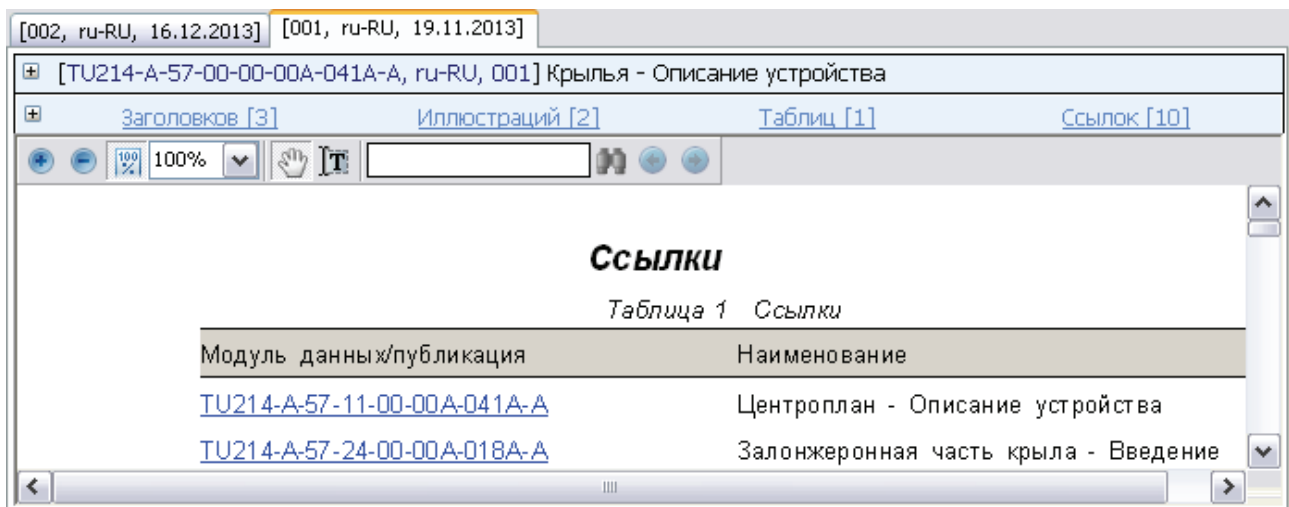 [002, ru-RU, 16.12.2013] [001, ru-RU, 19.11.2013]
[TU214-A-57-00-00-00A-041A-A, ru-RU, 001] Крылья - Описание устройства
Заголовков [3] Иллюстраций [2] Таблиц [1] Ссылок [10]
100% 100% T
Ссылки
Таблица 1 Ссылки
Модуль данных/публикация Наименование
TU214-A-57-11-00-00A-041A-A Центроплан - Описание устройства
TU214-A-57-24-00-00A-018A-A Залонжеронная часть крыла - Введение